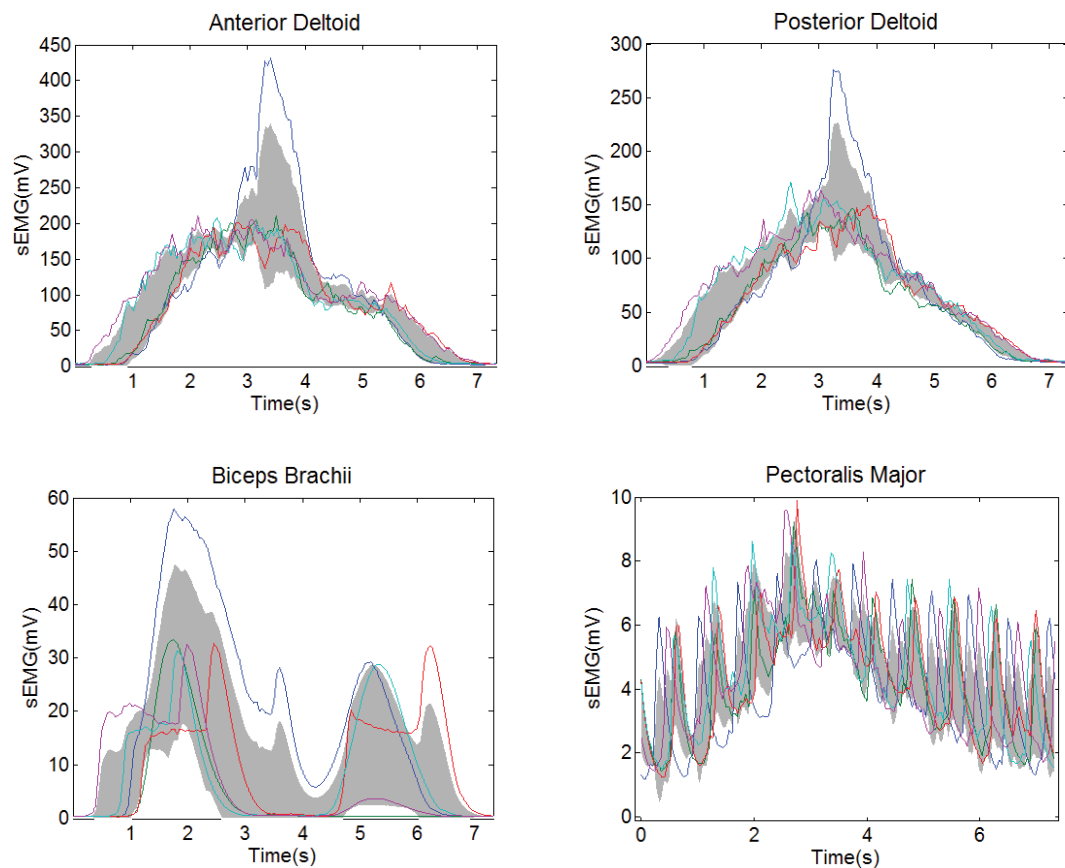 Anterior Deltoid
450
400
350
300
250
200
150
100
50
0
sEMG(mV)
1 2 3 4 5 6 7
Time(s)
Posterior Deltoid
300
250
200
150
100
50
0
sEMG(mV)
1 2 3 4 5 6 7
Time(s)
Biceps Brachii
60
50
40
30
20
10
0
sEMG(mV)
1 2 3 4 5 6 7
Time(s)
Pectoralis Major
10
8
6
4
2
0
sEMG(mV)
0 2 4 6
Time(s)